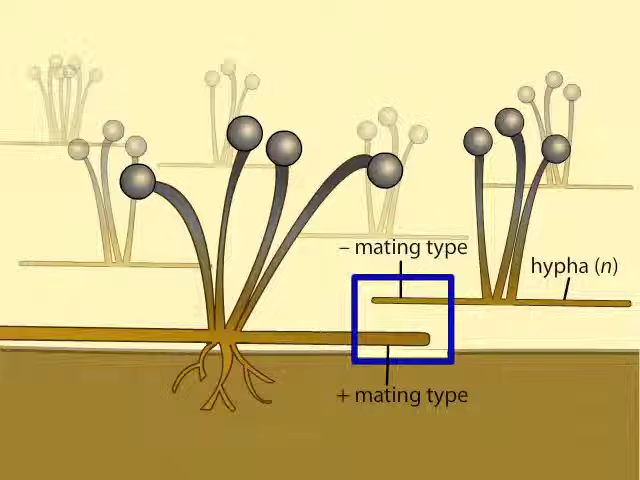 – mating type
hypha (n)
+ mating type